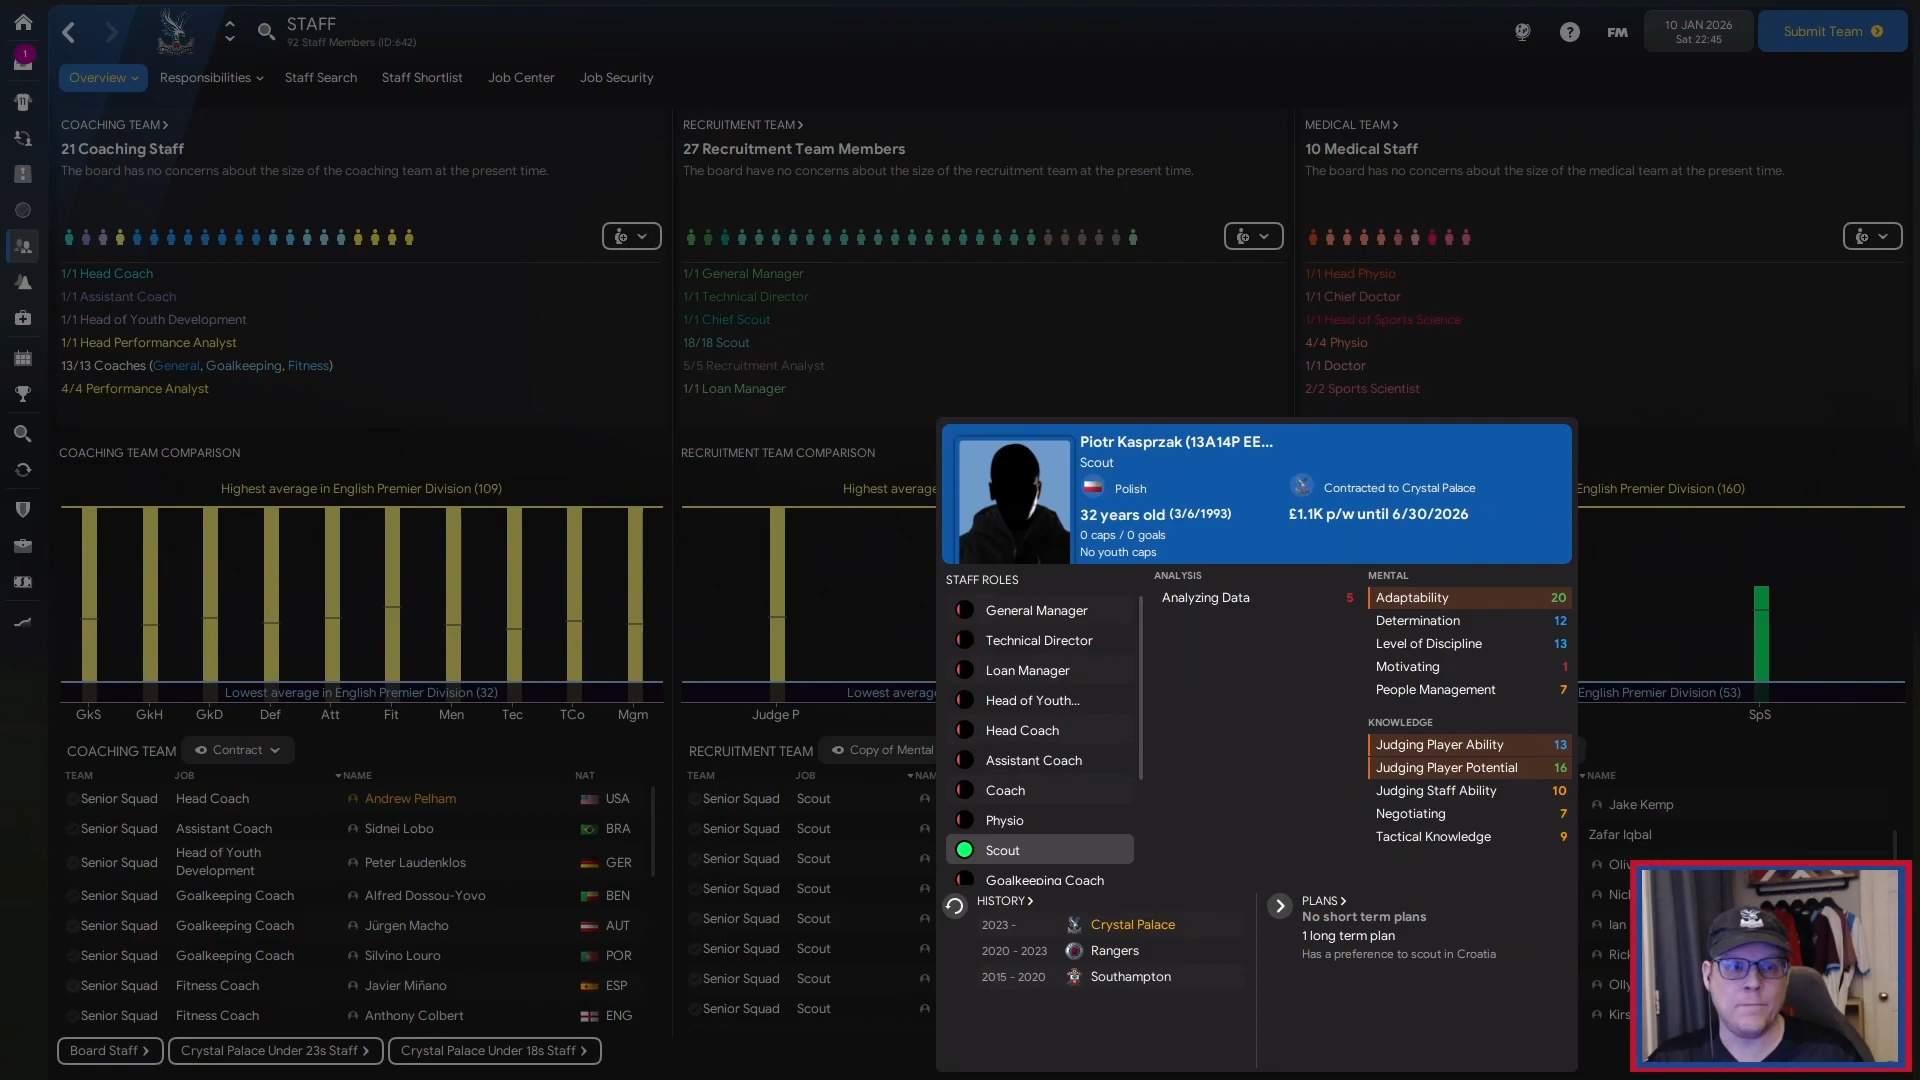 STAFF
92 Staff Members (ID:642)
FM
10 JAN 2026
Sat 22:45
Submit Team
1
Overview
Responsibilities
Staff Search
Staff Shortlist
Job Center
Job Security
COACHING TEAM
21 Coaching Staff
The board has no concerns about the size of the coaching team at the present time.
1/1 Head Coach
1/1 Assistant Coach
1/1 Head of Youth Development
1/1 Head Performance Analyst
13/13 Coaches (General, Goalkeeping, Fitness)
4/4 Performance Analyst
RECRUITMENT TEAM
27 Recruitment Team Members
The board have no concerns about the size of the recruitment team at the present time.
1/1 General Manager
1/1 Technical Director
1/1 Chief Scout
18/18 Scout
5/5 Recruitment Analyst
1/1 Loan Manager
MEDICAL TEAM
10 Medical Staff
The board has no concerns about the size of the medical team at the present time.
1/1 Head Physio
1/1 Chief Doctor
1/1 Head of Sports Science
4/4 Physio
1/1 Doctor
2/2 Sports Scientist
COACHING TEAM COMPARISON
Highest average in English Premier Division (109)
Lowest average in English Premier Division (32)
GkS GkH GkD Def Att Fit Men Tec TCo Mgm
RECRUITMENT TEAM COMPARISON
Highest average
Lowest average
Judge P
English Premier Division (160)
English Premier Division (53)
SpS
COACHING TEAM
Contract
TEAM JOB NAME NAT
Senior Squad Head Coach Andrew Pelham USA
Senior Squad Assistant Coach Sidnei Lobo BRA
Senior Squad Head of Youth Development Peter Laudenklos GER
Senior Squad Goalkeeping Coach Alfred Dossou-Yovo BEN
Senior Squad Goalkeeping Coach Jürgen Macho AUT
Senior Squad Goalkeeping Coach Silvino Louro POR
Senior Squad Fitness Coach Javier Miñano ESP
Senior Squad Fitness Coach Anthony Colbert ENG
RECRUITMENT TEAM
Copy of Mental
TEAM JOB NAM
Senior Squad Scout
Senior Squad Scout
Senior Squad Scout
Senior Squad Scout
Senior Squad Scout
Senior Squad Scout
Senior Squad Scout
Senior Squad Scout
Piotr Kasprzak (13A14P EE...
Scout
Polish
Contracted to Crystal Palace
32 years old (3/6/1993)
£1.1K p/w until 6/30/2026
0 caps / 0 goals
No youth caps
STAFF ROLES
General Manager
Technical Director
Loan Manager
Head of Youth...
Head Coach
Assistant Coach
Coach
Physio
Scout
Goalkeeping Coach
ANALYSIS
Analyzing Data 5
MENTAL
Adaptability 20
Determination 12
Level of Discipline 13
Motivating 1
People Management 7
KNOWLEDGE
Judging Player Ability 13
Judging Player Potential 16
Judging Staff Ability 10
Negotiating 7
Tactical Knowledge 9
HISTORY
2023 - Crystal Palace
2020 - 2023 Rangers
2015 - 2020 Southampton
PLANS
No short term plans
1 long term plan
Has a preference to scout in Croatia
NAME
Jake Kemp
Zafar Iqbal
Ian
Board Staff
Crystal Palace Under 23s Staff
Crystal Palace Under 18s Staff